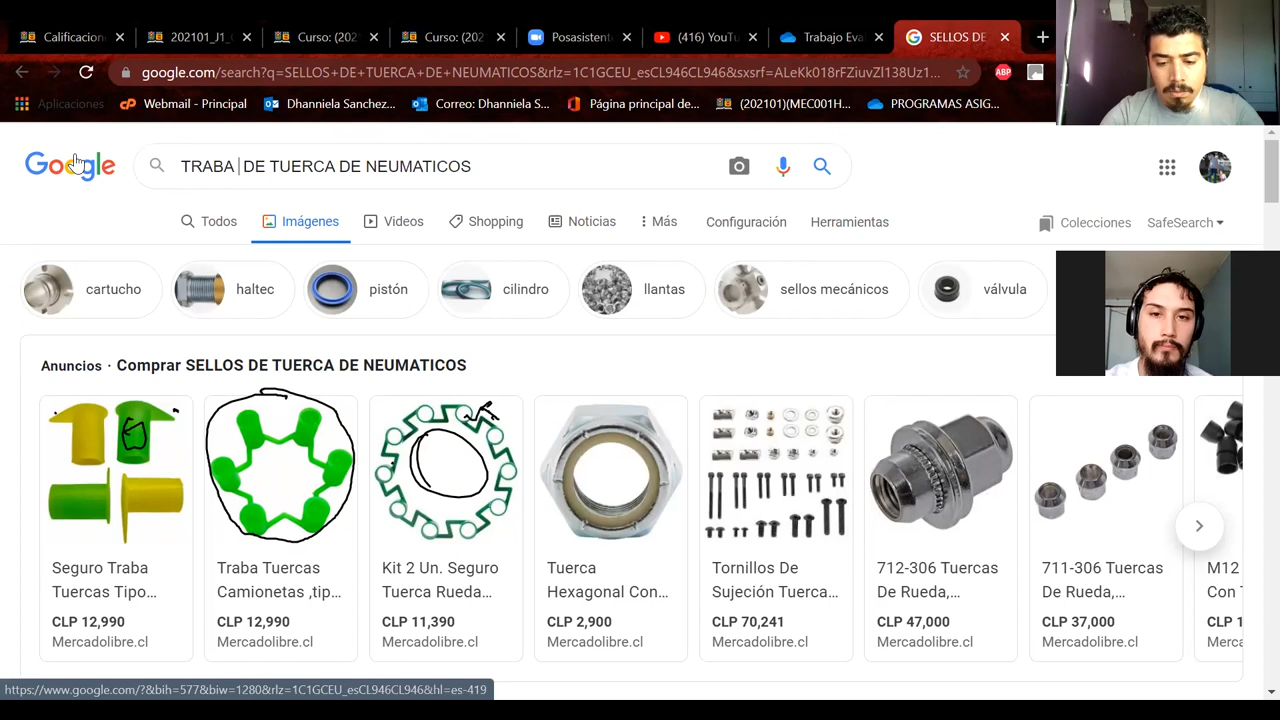 Calificacion
202101_J1_
Curso: (202
Curso: (202
Posasistente
(416) YouTu
Trabajo Eva
SELLOS DE
google.com/search?q=SELLOS+DE+TUERCA+DE+NEUMATICOS&rlz=1C1GCEU_esCL946CL946&sxsrf=ALeKk018rFZiuvZl138Uz1...
ABP
Aplicaciones
Webmail - Principal
Dhanniela Sanchez...
Correo: Dhanniela S...
Página principal de...
(202101)(MEC001H...
PROGRAMAS ASIG...
Google
TRABA DE TUERCA DE NEUMATICOS
Todos
Imágenes
Videos
Shopping
Noticias
Más
Configuración
Herramientas
Colecciones
SafeSearch
cartucho
haltec
pistón
cilindro
llantas
sellos mecánicos
válvula
Anuncios · Comprar SELLOS DE TUERCA DE NEUMATICOS
Seguro Traba
Tuercas Tipo...
CLP 12,990
Mercadolibre.cl
Traba Tuercas
Camionetas ,tip...
CLP 12,990
Mercadolibre.cl
Kit 2 Un. Seguro
Tuerca Rueda...
CLP 11,390
Mercadolibre.cl
Tuerca
Hexagonal Con...
CLP 2,900
Mercadolibre.cl
Tornillos De
Sujeción Tuerca...
CLP 70,241
Mercadolibre.cl
712-306 Tuercas
De Rueda,...
CLP 47,000
Mercadolibre.cl
711-306 Tuercas
De Rueda,...
CLP 37,000
Mercadolibre.cl
M12
Con T
CLP 1
Merca
https://www.google.com/?&bih=577&biw=1280&rlz=1C1GCEU_esCL946CL946&hl=es-419